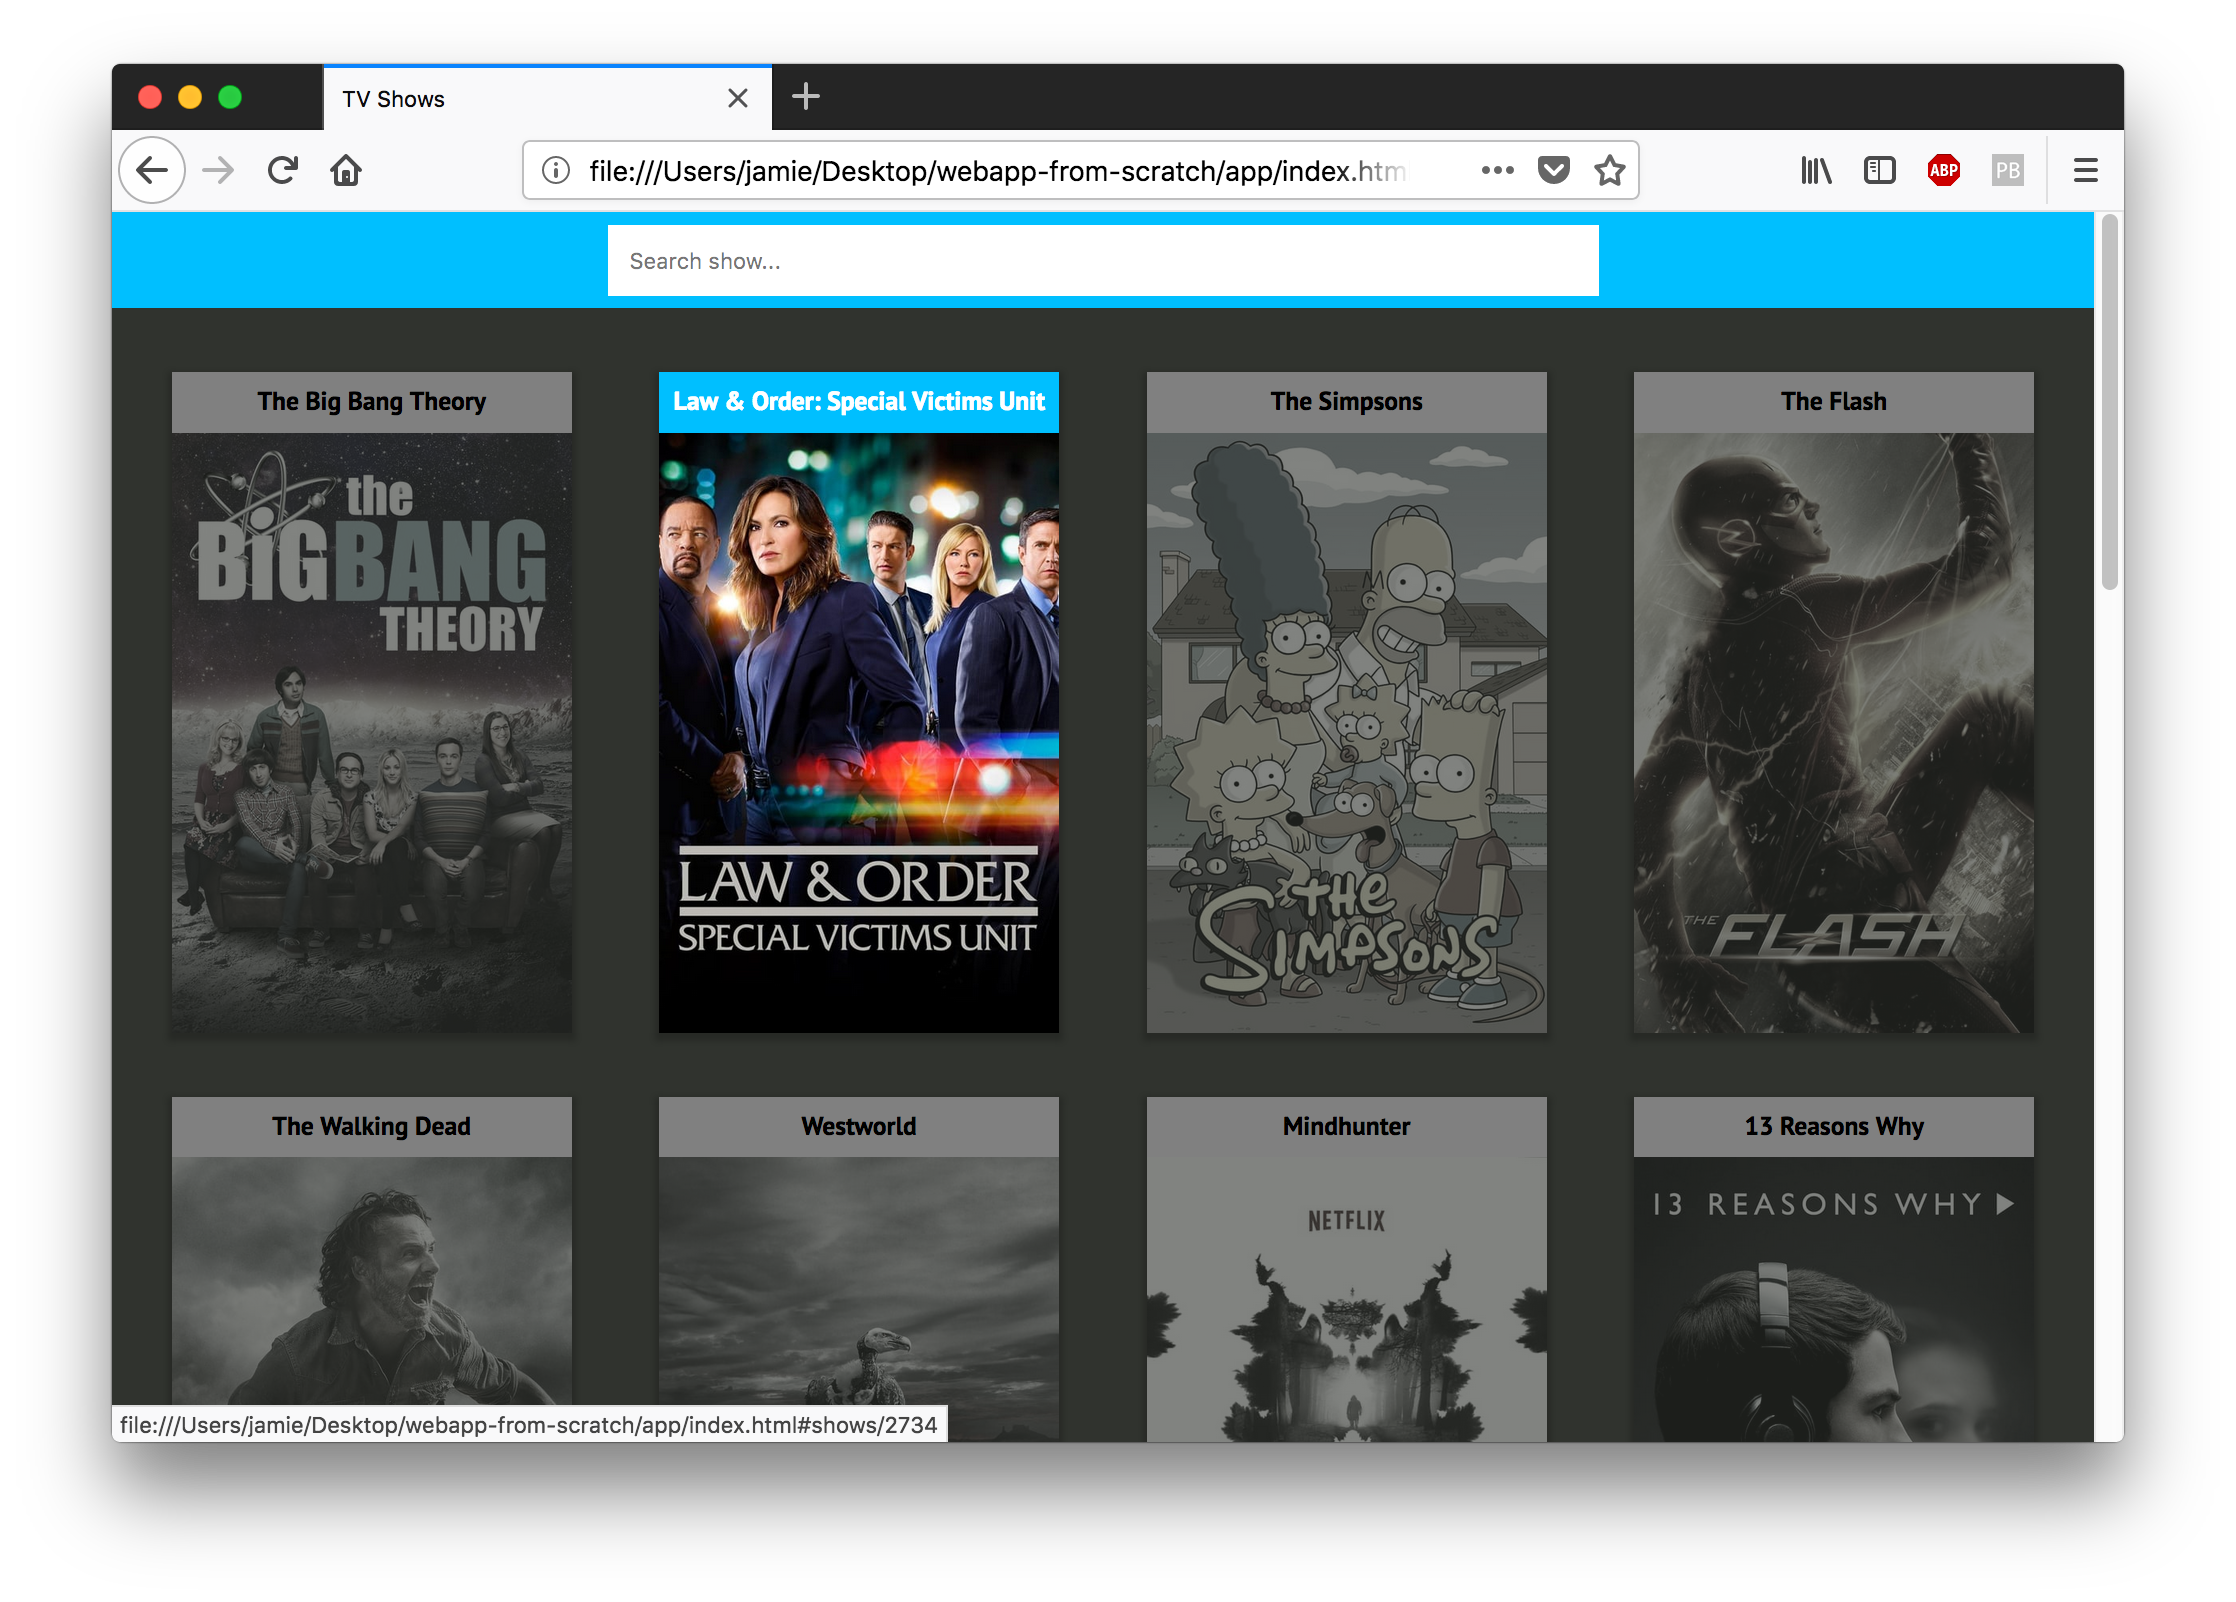 TV Shows
file:///Users/jamie/Desktop/webapp-from-scratch/app/index.htm
ABP
PB
Search show...
The Big Bang Theory
Law & Order: Special Victims Unit
The Simpsons
The Flash
the
BIGBANG
THEORY
LAW & ORDER
SPECIAL VICTIMS UNIT
THE
SIMPSONS
THE
FLASH
The Walking Dead
Westworld
Mindhunter
13 Reasons Why
NETFLIX
13 REASONS WHY
file:///Users/jamie/Desktop/webapp-from-scratch/app/index.html#shows/2734